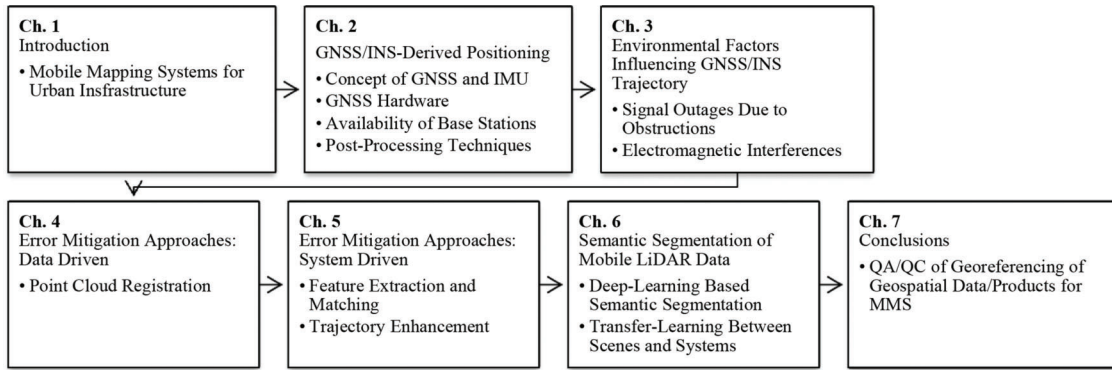 Ch. 1
Introduction
• Mobile Mapping Systems for
Urban Insfrastructure
Ch. 2
GNSS/INS-Derived Positioning
• Concept of GNSS and IMU
• GNSS Hardware
• Availability of Base Stations
• Post-Processing Techniques
Ch. 3
Environmental Factors
Influencing GNSS/INS
Trajectory
• Signal Outages Due to
Obstructions
• Electromagnetic Interferences
Ch. 4
Error Mitigation Approaches:
Data Driven
• Point Cloud Registration
Ch. 5
Error Mitigation Approaches:
System Driven
• Feature Extraction and
Matching
• Trajectory Enhancement
Ch. 6
Semantic Segmentation of
Mobile LiDAR Data
• Deep-Learning Based
Semantic Segmentation
• Transfer-Learning Between
Scenes and Systems
Ch. 7
Conclusions
• QA/QC of Georeferencing of
Geospatial Data/Products for
MMS